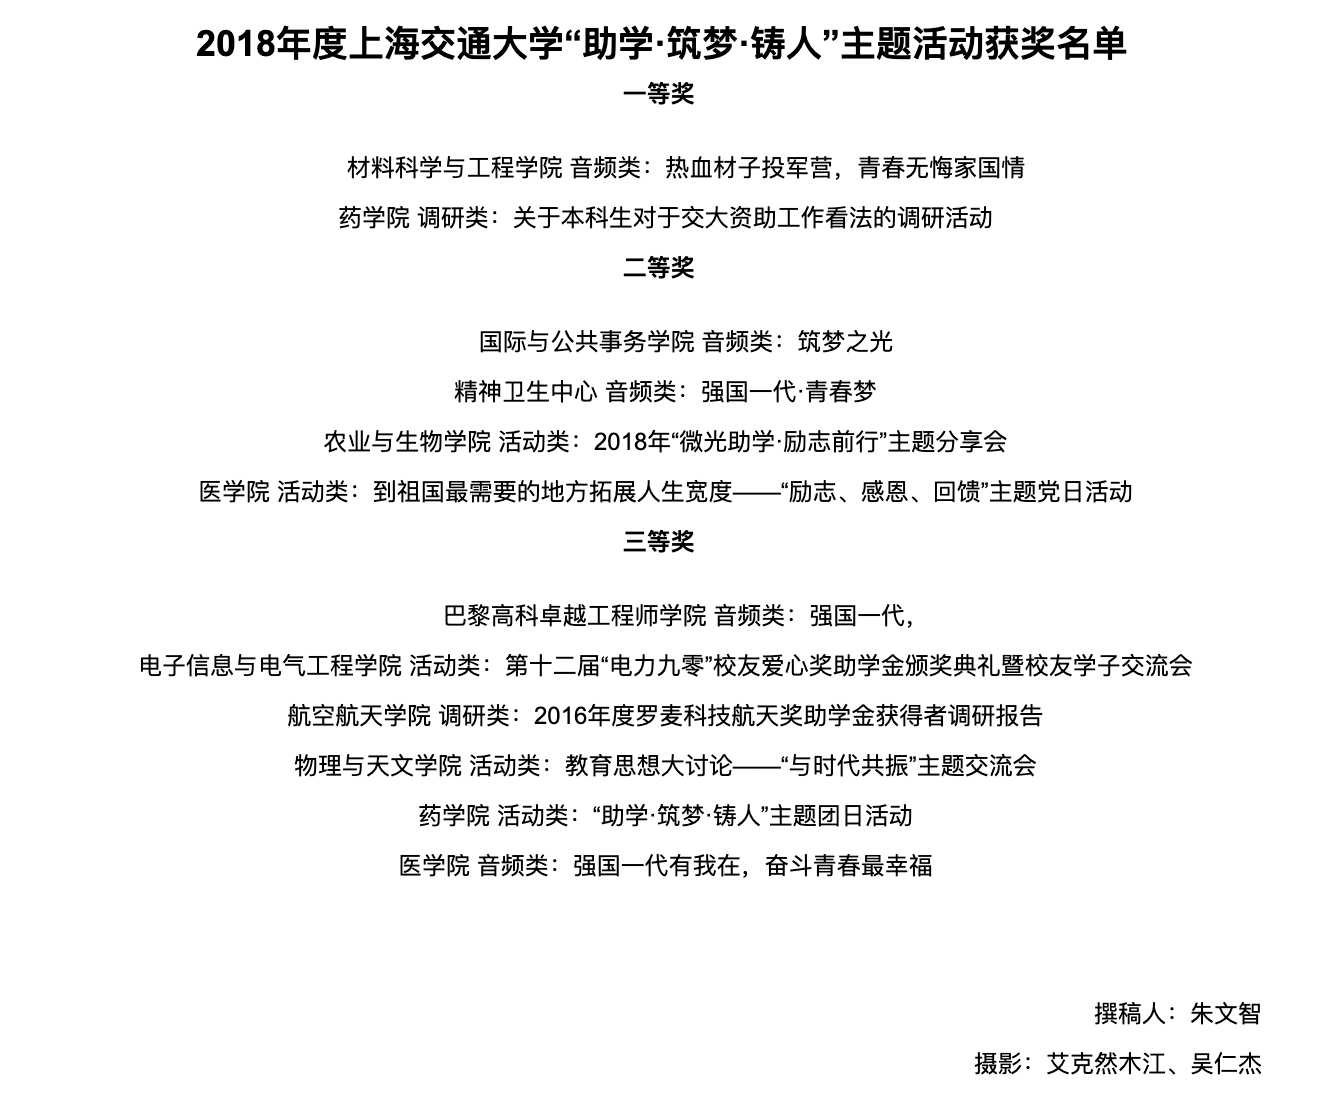 2018年度上海交通大学“助学·筑梦·铸人”主题活动获奖名单
一等奖
材料科学与工程学院 音频类：热血材子投军营，青春无悔家国情
药学院 调研类：关于本科生对于交大资助工作看法的调研活动
二等奖
国际与公共事务学院 音频类：筑梦之光
精神卫生中心 音频类：强国一代·青春梦
农业与生物学院 活动类：2018年“微光助学·励志前行”主题分享会
医学院 活动类：到祖国最需要的地方拓展人生宽度——“励志、感恩、回馈”主题党日活动
三等奖
巴黎高科卓越工程师学院 音频类：强国一代，
电子信息与电气工程学院 活动类：第十二届“电力九零”校友爱心奖助学金颁奖典礼暨校友学子交流会
航空航天学院 调研类：2016年度罗麦科技航天奖助学金获得者调研报告
物理与天文学院 活动类：教育思想大讨论——“与时代共振”主题交流会
药学院 活动类：“助学·筑梦·铸人”主题团日活动
医学院 音频类：强国一代有我在，奋斗青春最幸福
撰稿人：朱文智
摄影：艾克然木江、吴仁杰